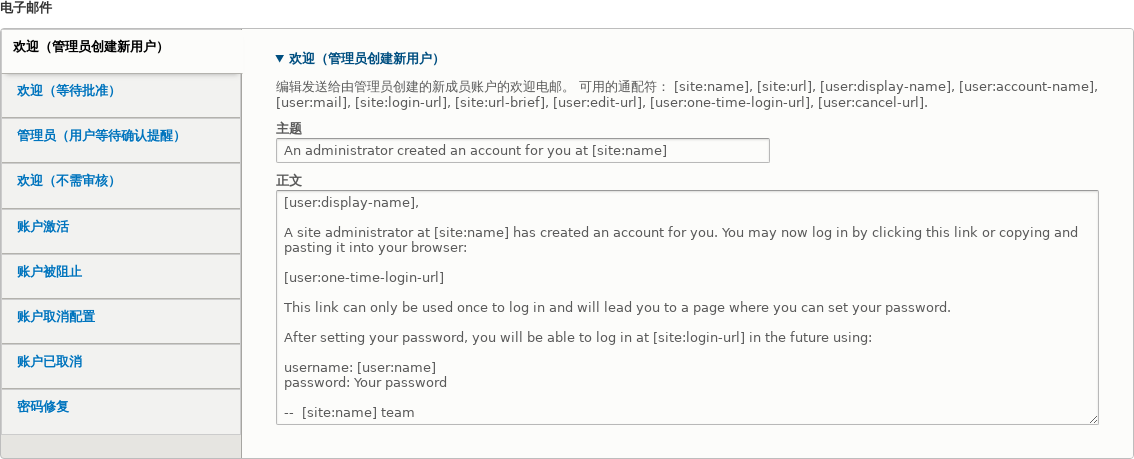 电子邮件
欢迎（管理员创建新用户）
欢迎（等待批准）
管理员（用户等待确认提醒）
欢迎（不需审核）
账户激活
账户被阻止
账户取消配置
账户已取消
密码修复
▼ 欢迎（管理员创建新用户）
编辑发送给由管理员创建的新成员账户的欢迎电邮。 可用的通配符： [site:name], [site:url], [user:display-name], [user:account-name],
[user:mail], [site:login-url], [site:url-brief], [user:edit-url], [user:one-time-login-url], [user:cancel-url].
主题
An administrator created an account for you at [site:name]
正文
[user:display-name],
A site administrator at [site:name] has created an account for you. You may now log in by clicking this link or copying and
pasting it into your browser:
[user:one-time-login-url]
This link can only be used once to log in and will lead you to a page where you can set your password.
After setting your password, you will be able to log in at [site:login-url] in the future using:
username: [user:name]
password: Your password
--  [site:name] team